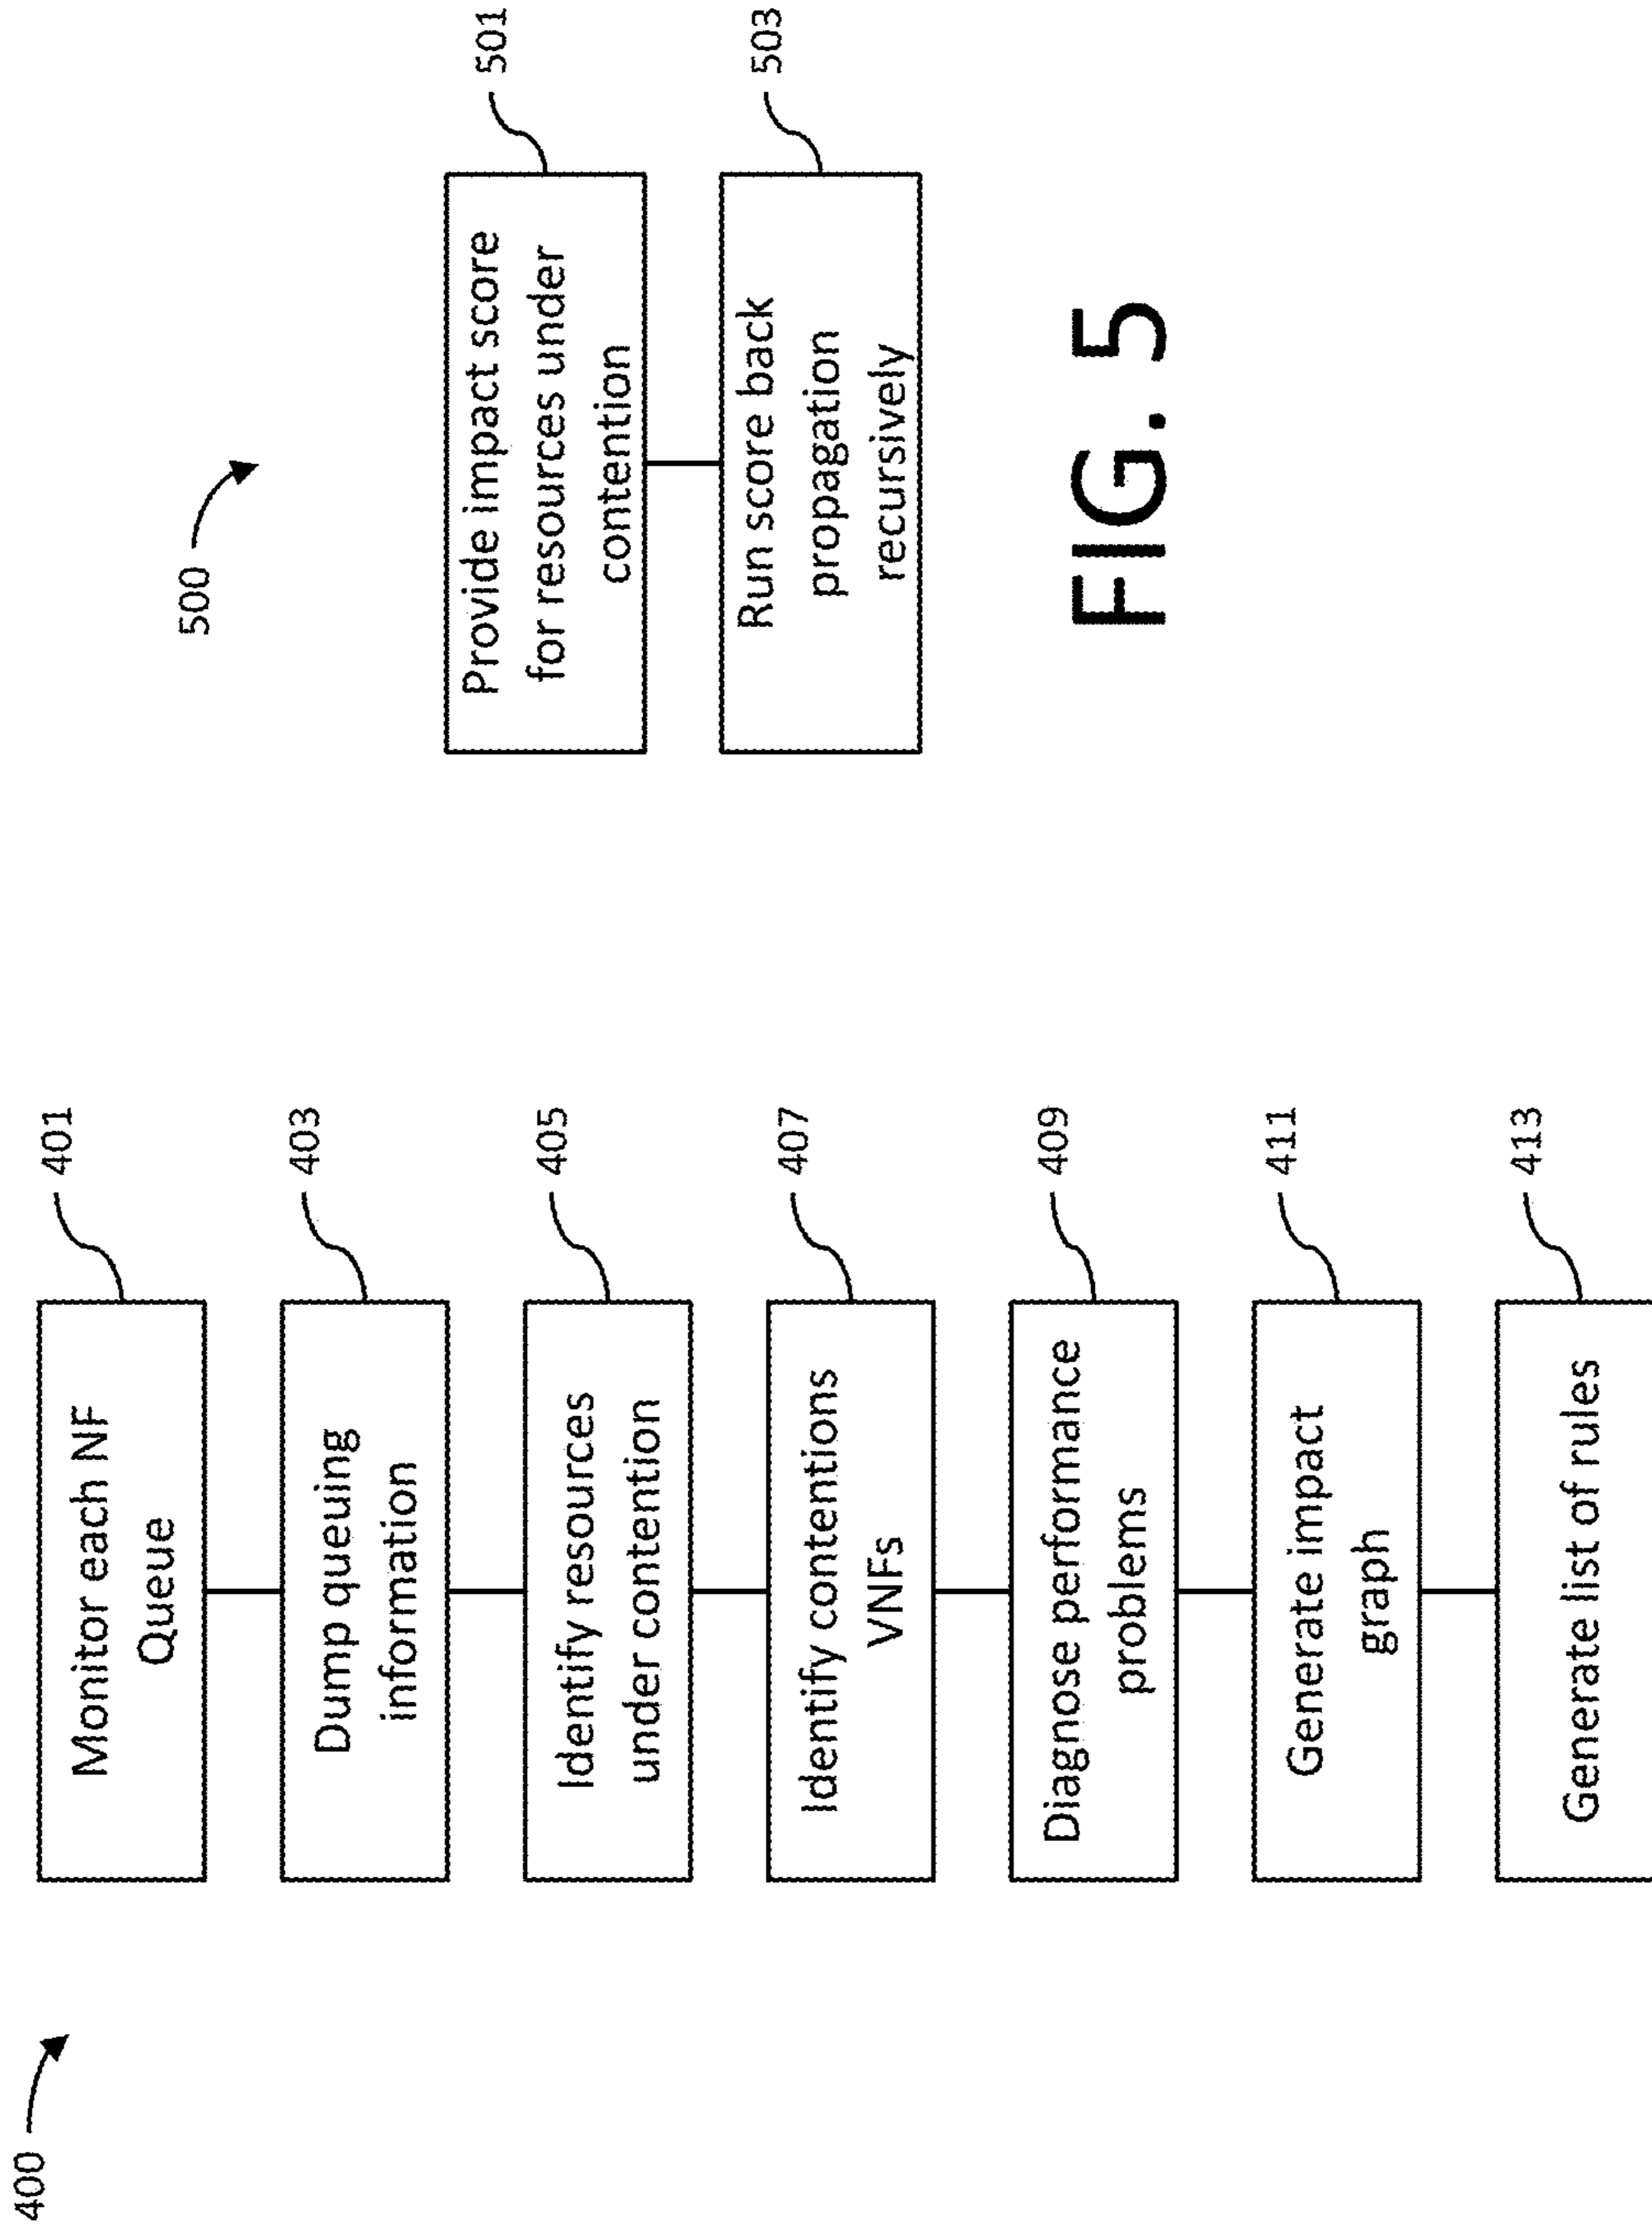 400
Monitor each NF
Queue
401
Dump queuing
information
403
Identify resources
under contention
405
Identify contentions
VNFs
407
Diagnose performance
problems
409
Generate impact
graph
411
Generate list of rules
413
500
Provide impact score
for resources under
contention
501
Run score back
propagation
recursively
503
FIG. 5